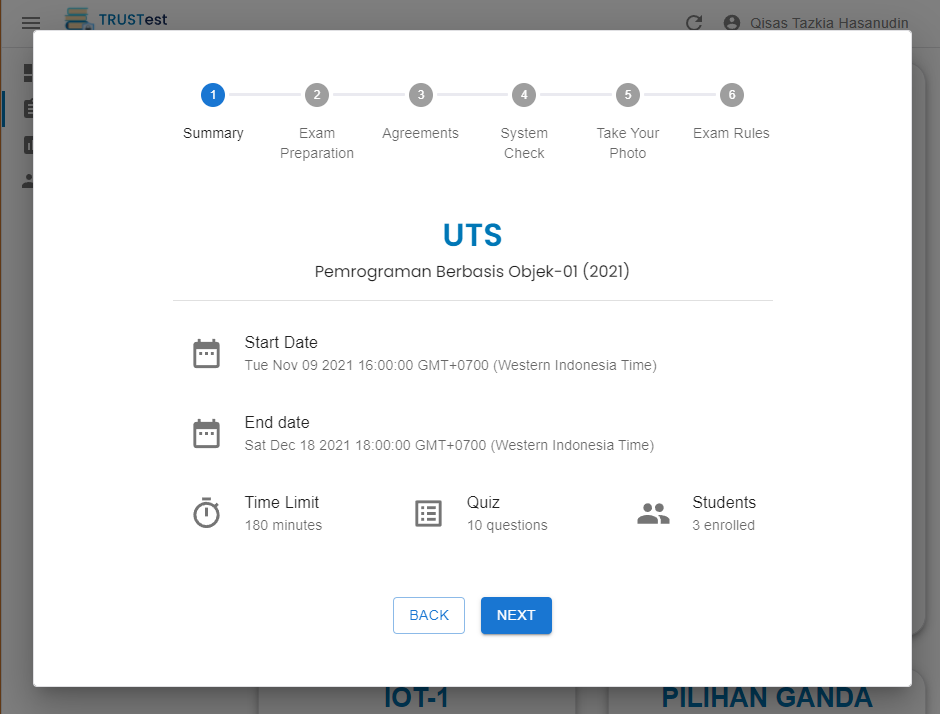 TRUSTest
Qisas Tazkia Hasanudin
1
2
3
4
5
6
Summary
Exam
Preparation
Agreements
System
Check
Take Your
Photo
Exam Rules
UTS
Pemrograman Berbasis Objek-01 (2021)
Start Date
Tue Nov 09 2021 16:00:00 GMT+0700 (Western Indonesia Time)
End date
Sat Dec 18 2021 18:00:00 GMT+0700 (Western Indonesia Time)
Time Limit
180 minutes
Quiz
10 questions
Students
3 enrolled
BACK
NEXT
IOT-1
PILIHAN GANDA